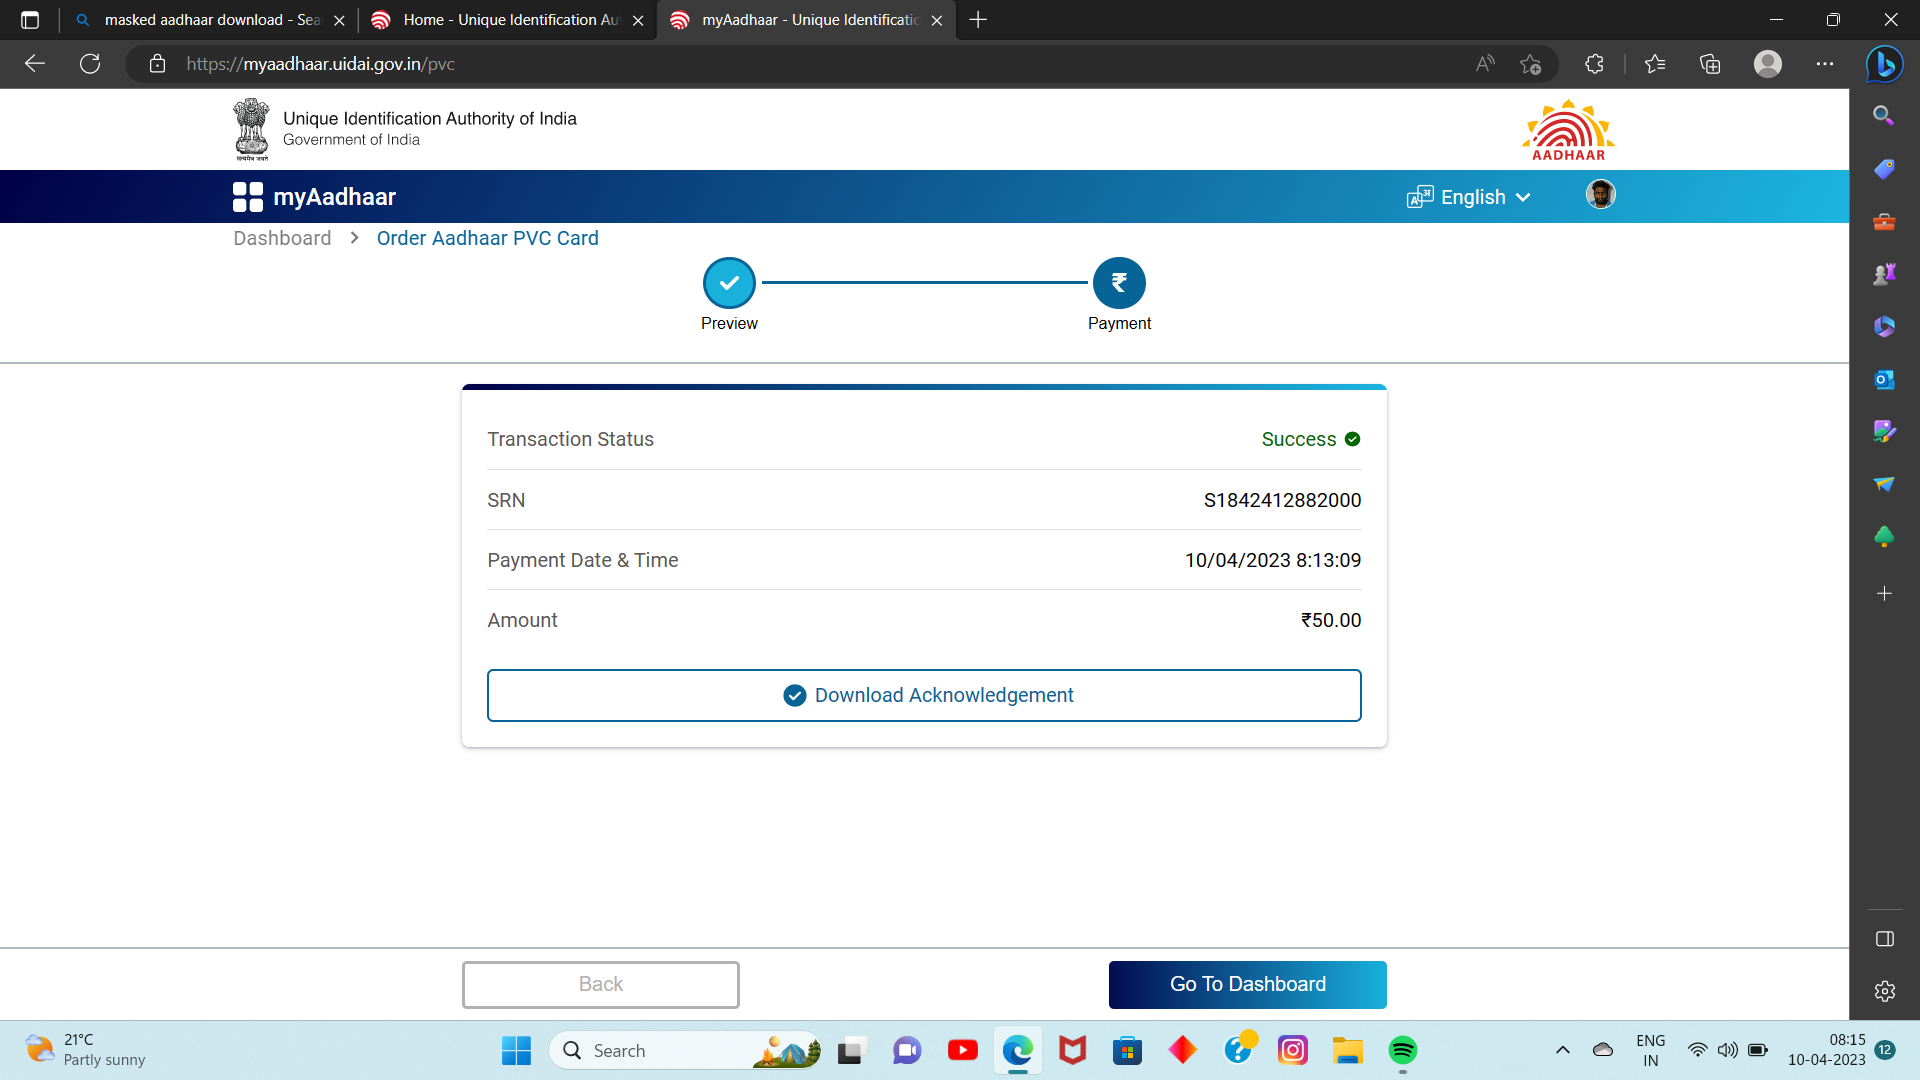 masked aadhaar download - Sea
Home - Unique Identification Au
myAadhaar - Unique Identificatio
https://myaadhaar.uidai.gov.in/pvc
Unique Identification Authority of India
Government of India
सत्यमेव जयते
AADHAAR
myAadhaar
English
Dashboard > Order Aadhaar PVC Card
Preview
Payment
Transaction Status
Success
SRN
S1842412882000
Payment Date & Time
10/04/2023 8:13:09
Amount
₹50.00
Download Acknowledgement
Back
Go To Dashboard
21°C
Partly sunny
Search
ENG
IN
08:15
10-04-2023
12